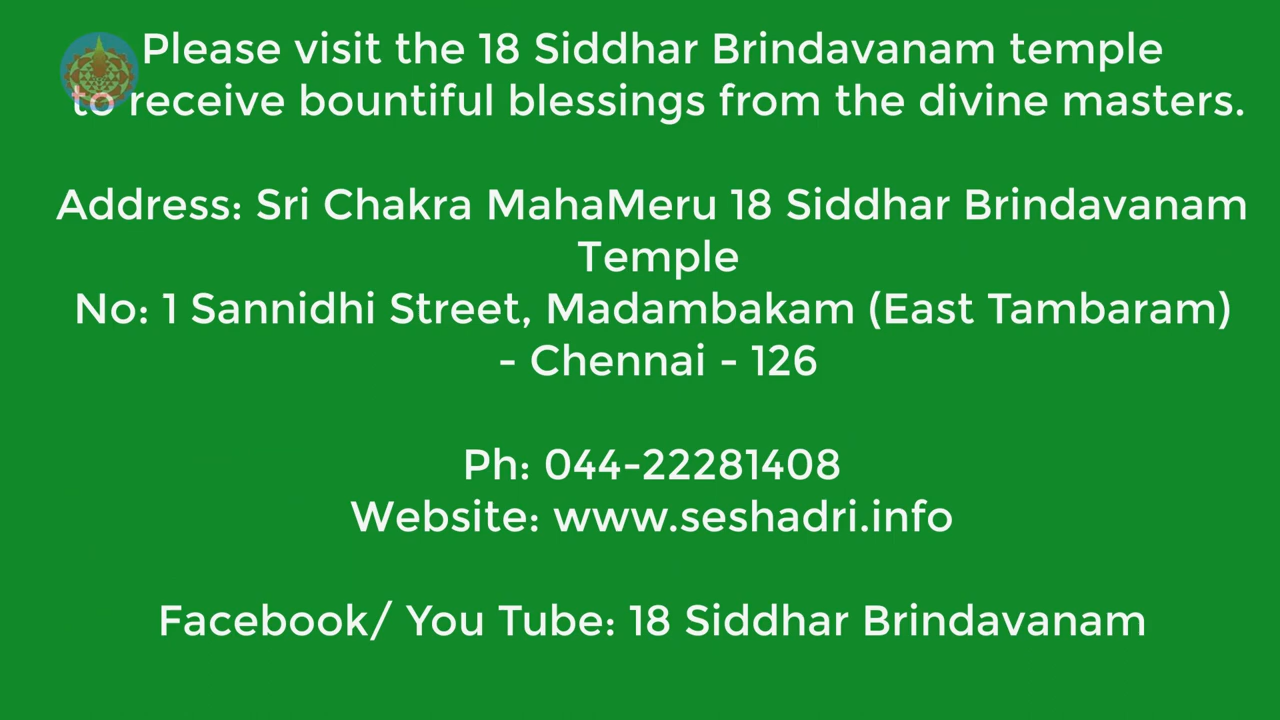 Please visit the 18 Siddhar Brindavanam temple
to receive bountiful blessings from the divine masters.
Address: Sri Chakra MahaMeru 18 Siddhar Brindavanam
Temple
No: 1 Sannidhi Street, Madambakam (East Tambaram)
- Chennai - 126
Ph: 044-22281408
Website: www.seshadri.info
Facebook/ You Tube: 18 Siddhar Brindavanam